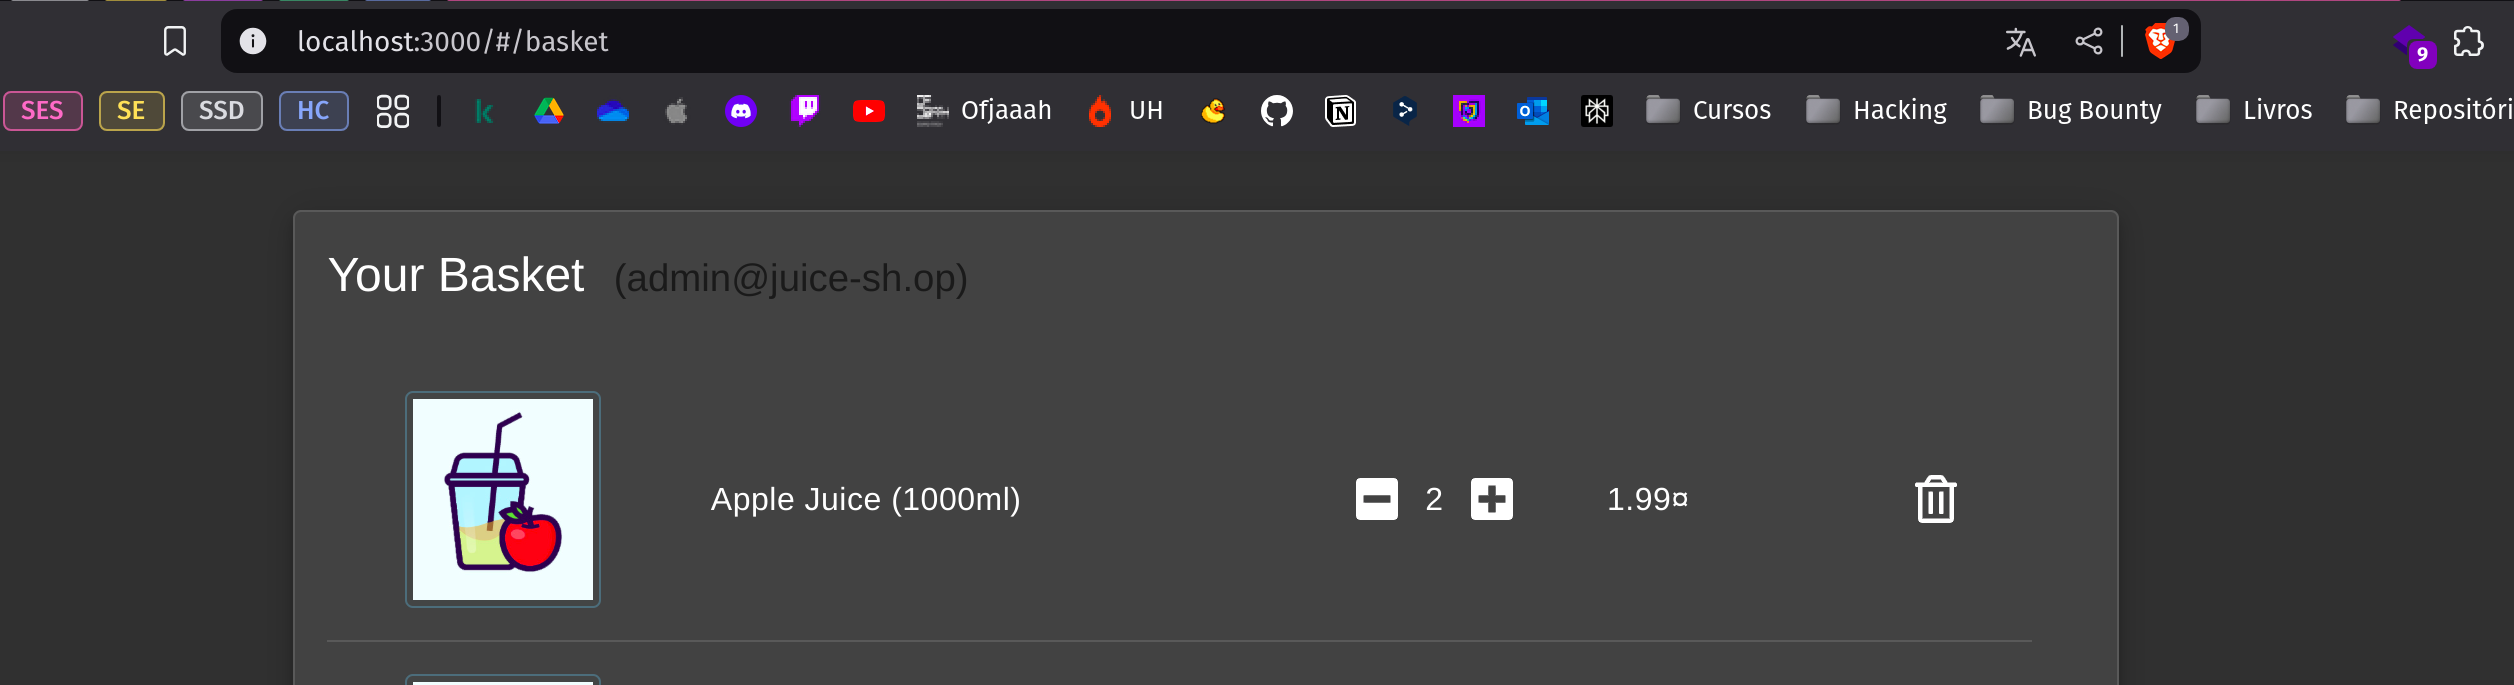 localhost:3000/#/basket
1
9
SES SE SSD HC Ofjaaah UH Cursos Hacking Bug Bounty Livros Repositóri
Your Basket (admin@juice-sh.op)
Apple Juice (1000ml) 2 1.99¤